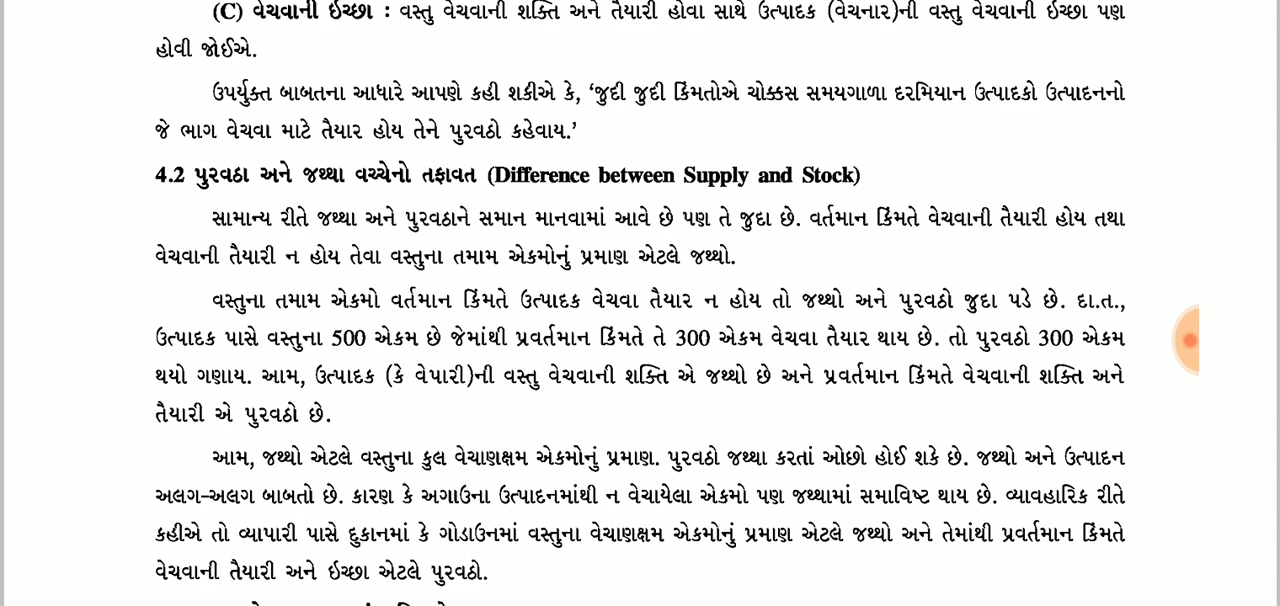 (C) વેચવાની ઇચ્છા : વસ્તુ વેચવાની શક્તિ અને તૈયારી હોવા સાથે ઉત્પાદક (વેચનાર)ની વસ્તુ વેચવાની ઇચ્છા પણ
હોવી જોઈએ.
ઉપર્યુક્ત બાબતના આધારે આપણે કહી શકીએ કે, ‘જુદી જુદી કિંમતોએ ચોક્કસ સમયગાળા દરમિયાન ઉત્પાદકો ઉત્પાદનનો
જે ભાગ વેચવા માટે તૈયાર હોય તેને પુરવઠો કહેવાય.’
4.2 પુરવઠા અને જથ્થા વચ્ચેનો તફાવત (Difference between Supply and Stock)
સામાન્ય રીતે જથ્થા અને પુરવઠાને સમાન માનવામાં આવે છે પણ તે જુદા છે. વર્તમાન કિંમતે વેચવાની તૈયારી હોય તથા
વેચવાની તૈયારી ન હોય તેવા વસ્તુના તમામ એકમોનું પ્રમાણ એટલે જથ્થો.
વસ્તુના તમામ એકમો વર્તમાન કિંમતે ઉત્પાદક વેચવા તૈયાર ન હોય તો જથ્થો અને પુરવઠો જુદા પડે છે. દા.ત.,
ઉત્પાદક પાસે વસ્તુના 500 એકમ છે જેમાંથી પ્રવર્તમાન કિંમતે તે 300 એકમ વેચવા તૈયાર થાય છે. તો પુરવઠો 300 એકમ
થયો ગણાય. આમ, ઉત્પાદક (કે વેપારી)ની વસ્તુ વેચવાની શક્તિ એ જથ્થો છે અને પ્રવર્તમાન કિંમતે વેચવાની શક્તિ અને
તૈયારી એ પુરવઠો છે.
આમ, જથ્થો એટલે વસ્તુના કુલ વેચાણક્ષમ એકમોનું પ્રમાણ. પુરવઠો જથ્થા કરતાં ઓછો હોઈ શકે છે. જથ્થો અને ઉત્પાદન
અલગ-અલગ બાબતો છે. કારણ કે અગાઉના ઉત્પાદનમાંથી ન વેચાયેલા એકમો પણ જથ્થામાં સમાવિષ્ટ થાય છે. વ્યાવહારિક રીતે
કહીએ તો વ્યાપારી પાસે દુકાનમાં કે ગોડાઉનમાં વસ્તુના વેચાણક્ષમ એકમોનું પ્રમાણ એટલે જથ્થો અને તેમાંથી પ્રવર્તમાન કિંમતે
વેચવાની તૈયારી અને ઇચ્છા એટલે પુરવઠો.